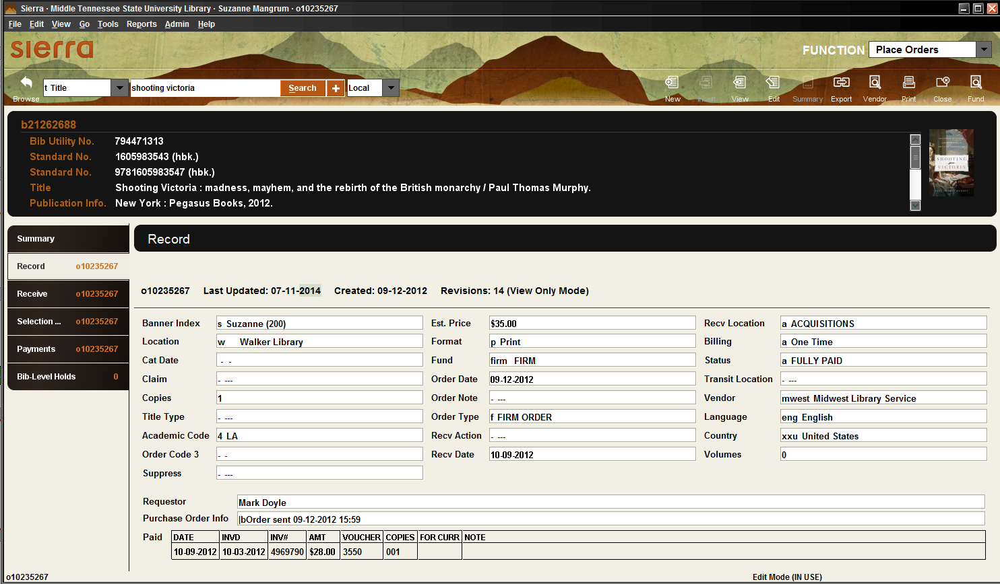 Sierra · Middle Tennessee State University Library · Suzanne Mangrum · o10235267
File Edit View Go Tools Reports Admin Help
sierra
FUNCTION Place Orders
Browse t Title shooting victoria Search + Local
New Insert View Edit Summary Export Vendor Print Close Fund
b21262688
Bib Utility No. 794471313
Standard No. 1605983543 (hbk.)
Standard No. 9781605983547 (hbk.)
Title Shooting Victoria : madness, mayhem, and the rebirth of the British monarchy / Paul Thomas Murphy.
Publication Info. New York : Pegasus Books, 2012.
SHOOTING
VICTORIA
PAUL THOMAS MURPHY
Summary
Record o10235267
Receive o10235267
Selection ... o10235267
Payments o10235267
Bib-Level Holds 0
Record
o10235267 Last Updated: 07-11-2014 Created: 09-12-2012 Revisions: 14 (View Only Mode)
Banner Index s Suzanne (200) Est. Price $35.00 Recv Location a ACQUISITIONS
Location w Walker Library Format p Print Billing a One Time
Cat Date - - Fund firm FIRM Status a FULLY PAID
Claim - --- Order Date 09-12-2012 Transit Location - ---
Copies 1 Order Note - --- Vendor mwest Midwest Library Service
Title Type - --- Order Type f FIRM ORDER Language eng English
Academic Code 4 LA Recv Action - --- Country xxu United States
Order Code 3 - - Recv Date 10-09-2012 Volumes 0
Suppress - ---
Requestor Mark Doyle
Purchase Order Info |bOrder sent 09-12-2012 15:59
Paid DATE INVD INV# AMT VOUCHER COPIES FOR CURR NOTE
10-09-2012 10-03-2012 4969790 $28.00 3550 001
o10235267 Edit Mode (IN USE)